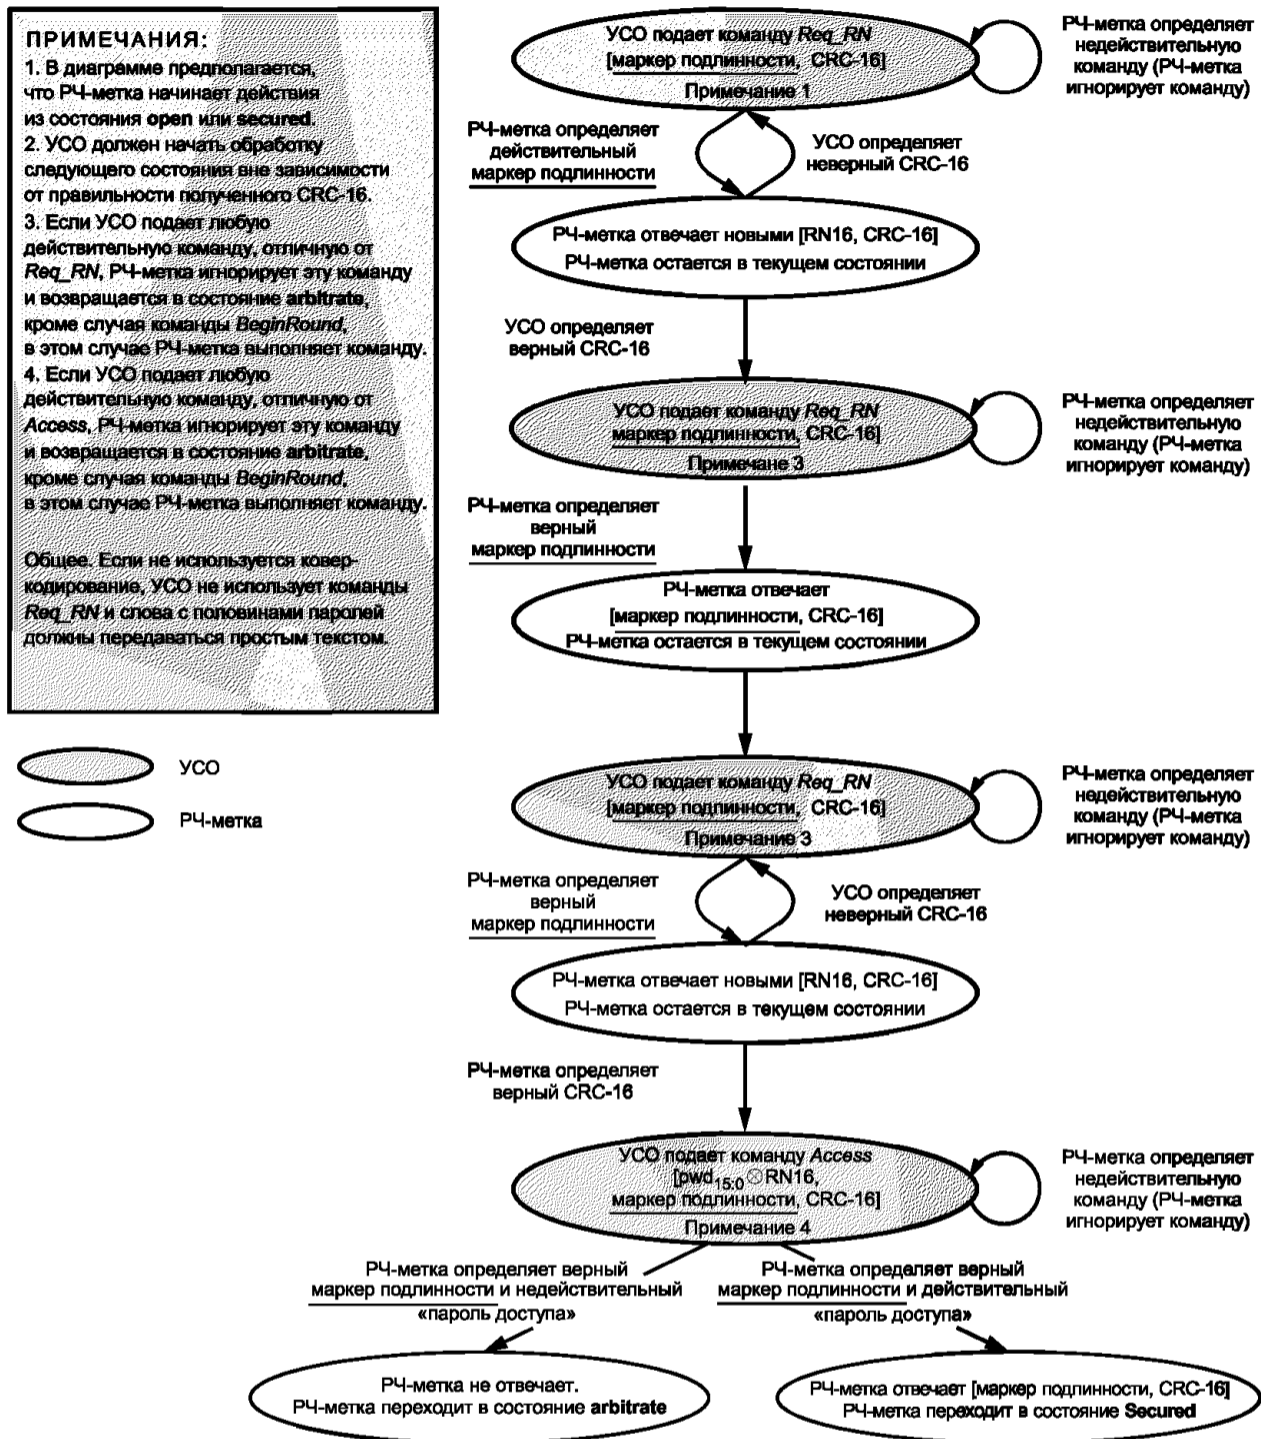 ПРИМЕЧАНИЯ:
1. В диаграмме предполагается,
что РЧ-метка начинает действия
из состояния open или secured.
2. УСО должен начать обработку
следующего состояния вне зависимости
от правильности полученного CRC-16.
3. Если УСО подает любую
действительную команду, отличную от
Req_RN, РЧ-метка игнорирует эту команду
и возвращается в состояние arbitrate,
кроме случая команды BeginRound,
в этом случае РЧ-метка выполняет команду.
4. Если УСО подает любую
действительную команду, отличную от
Access, РЧ-метка игнорирует эту команду
и возвращается в состояние arbitrate,
кроме случая команды BeginRound,
в этом случае РЧ-метка выполняет команду.
Общее. Если не используется ковер-
кодирование, УСО не использует команды
Req_RN и слова с половинами паролей
должны передаваться простым текстом.
УСО
РЧ-метка
УСО подает команду Req_RN
[маркер подлинности, CRC-16]
Примечание 1
РЧ-метка определяет
недействительную
команду (РЧ-метка
игнорирует команду)
РЧ-метка определяет
действительный
маркер подлинности
УСО определяет
неверный CRC-16
РЧ-метка отвечает новыми [RN16, CRC-16]
РЧ-метка остается в текущем состоянии
УСО определяет
верный CRC-16
УСО подает команду Req_RN
маркер подлинности, CRC-16]
Примечане 3
РЧ-метка определяет
недействительную
команду (РЧ-метка
игнорирует команду)
РЧ-метка определяет
верный
маркер подлинности
РЧ-метка отвечает
[маркер подлинности, CRC-16]
РЧ-метка остается в текущем состоянии
УСО подает команду Req_RN
[маркер подлинности, CRC-16]
Примечание 3
РЧ-метка определяет
недействительную
команду (РЧ-метка
игнорирует команду)
РЧ-метка определяет
верный
маркер подлинности
УСО определяет
неверный CRC-16
РЧ-метка отвечает новыми [RN16, CRC-16]
РЧ-метка остается в текущем состоянии
РЧ-метка определяет
верный CRC-16
УСО подает команду Access
[pwd15:0⊗RN16,
маркер подлинности, CRC-16]
Примечание 4
РЧ-метка определяет
недействительную
команду (РЧ-метка
игнорирует команду)
РЧ-метка определяет верный
маркер подлинности и недействительный
«пароль доступа»
РЧ-метка определяет верный
маркер подлинности и действительный
«пароль доступа»
РЧ-метка не отвечает.
РЧ-метка переходит в состояние arbitrate
РЧ-метка отвечает [маркер подлинности, CRC-16]
РЧ-метка переходит в состояние Secured